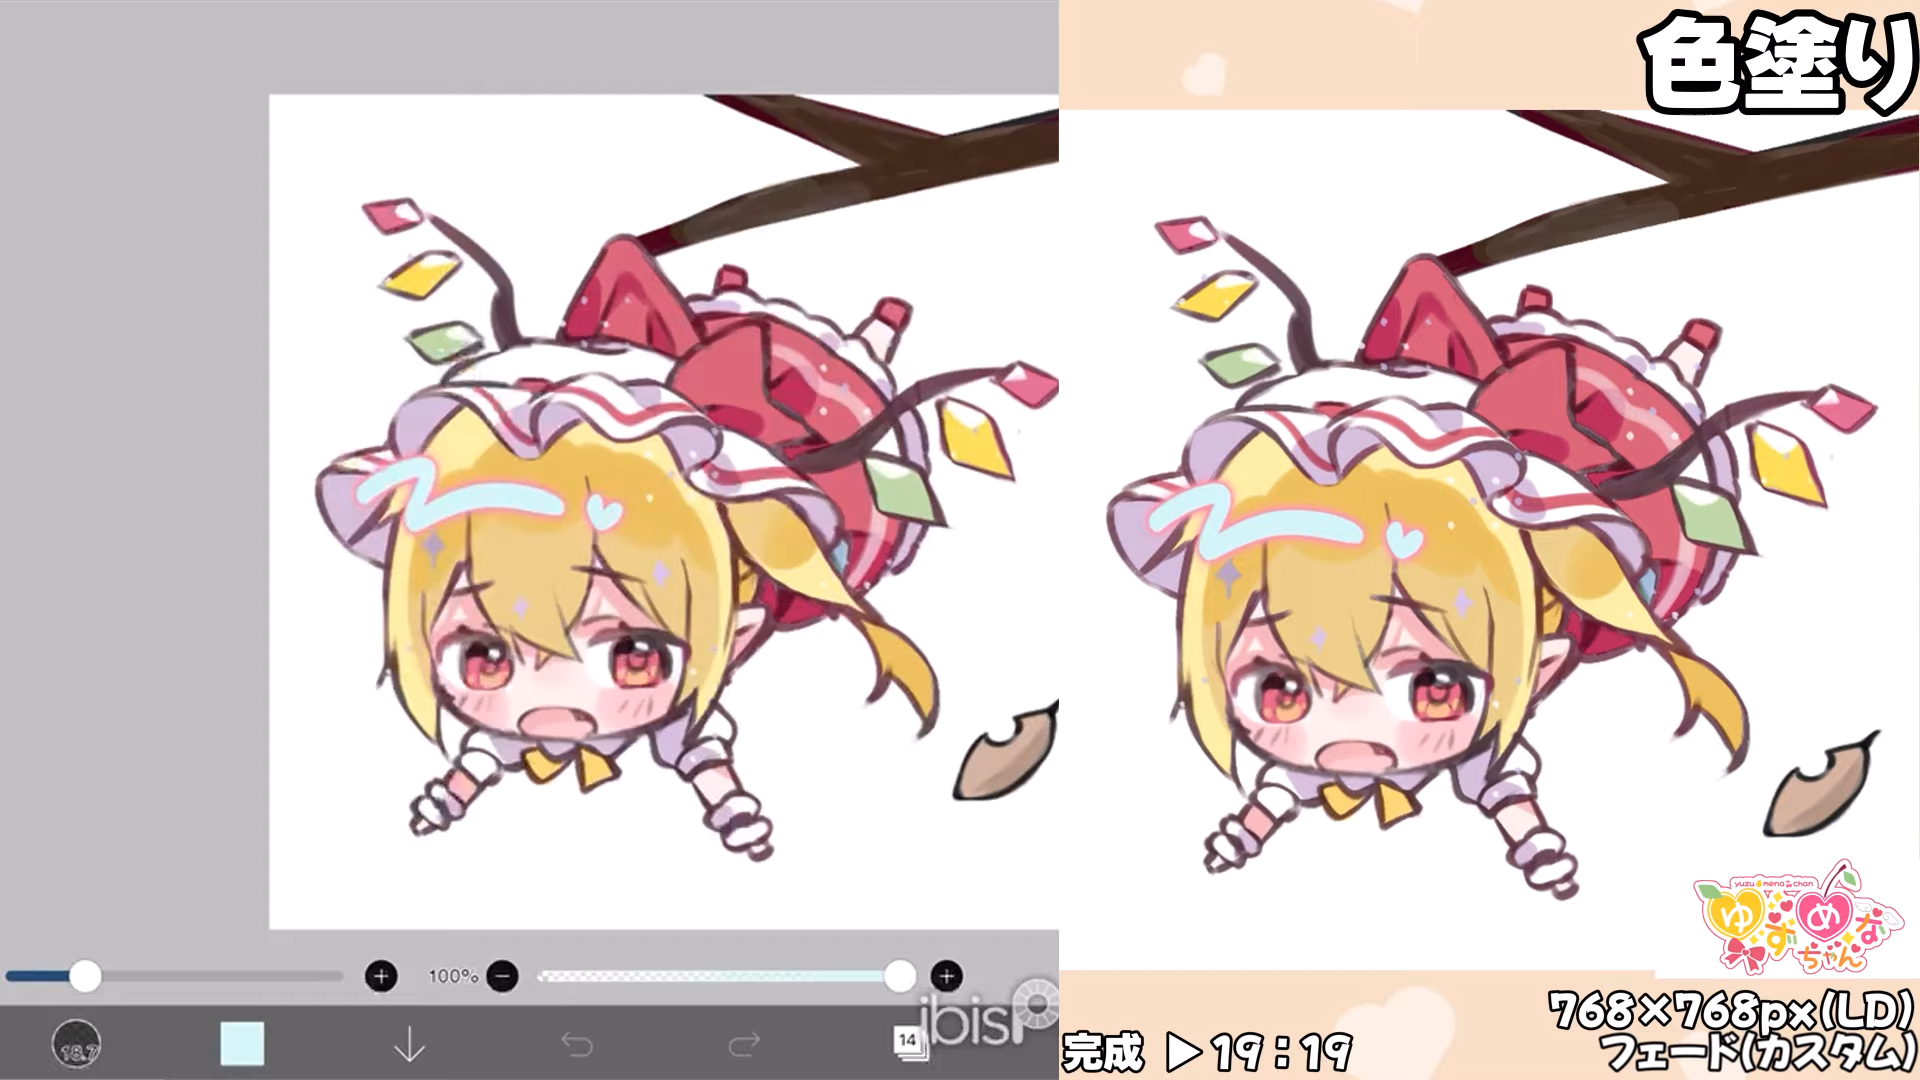 色塗り
100%
18.7
14
ibisP
yuzu mena chan
ゆずめなちゃん
768×768px(LD)
フェード(カスタム)
完成 ▶19:19